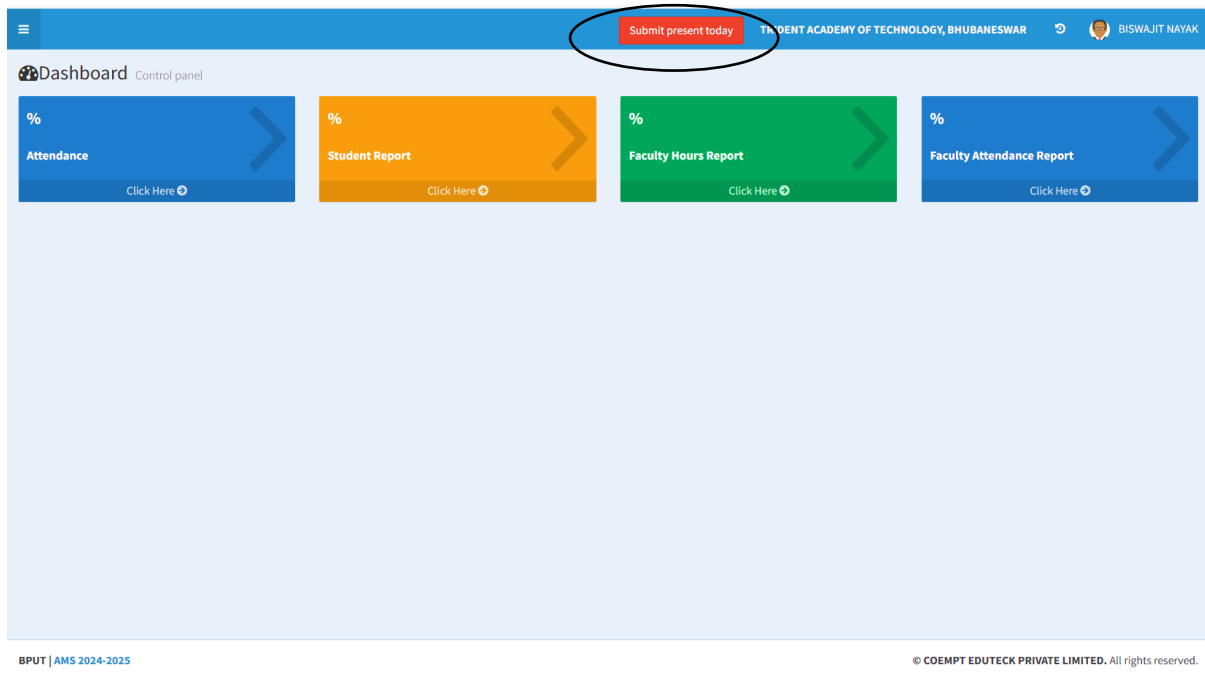 Submit present today TRIDENT ACADEMY OF TECHNOLOGY, BHUBANESWAR BISWAJIT NAYAK
Dashboard Control panel
% % % %
Attendance Student Report Faculty Hours Report Faculty Attendance Report
Click Here Click Here Click Here Click Here
BPUT | AMS 2024-2025 © COEMPT EDUTECK PRIVATE LIMITED. All rights reserved.